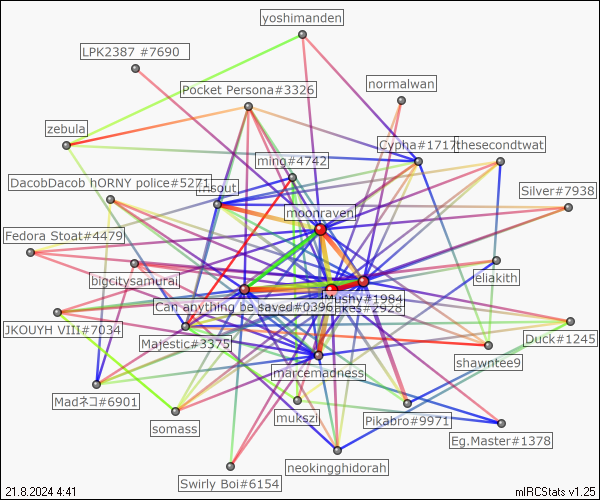 yoshimanden
LPK2387 #7690
normalwan
Pocket Persona#3326
zebula
Cypha#1717
thesecondtwat
ming#4742
DacobDacob hORNY police#5271
Silver#7938
moonraven
Fedora Stoat#4479
bigcitysamurai
eliakith
Mushy#1984
Can anything be saved#0396
akes#2928
JKOUYH VII#7034
Majestic#3375
Duck#1245
shawntee9
marcemadness
Madネコ#6901
somass
mukszi
Pikabro#9971
Eg.Master#1378
neokingghidorah
Swirly Boi#6154
21.8.2024 4:41
mIRCStats v1.25